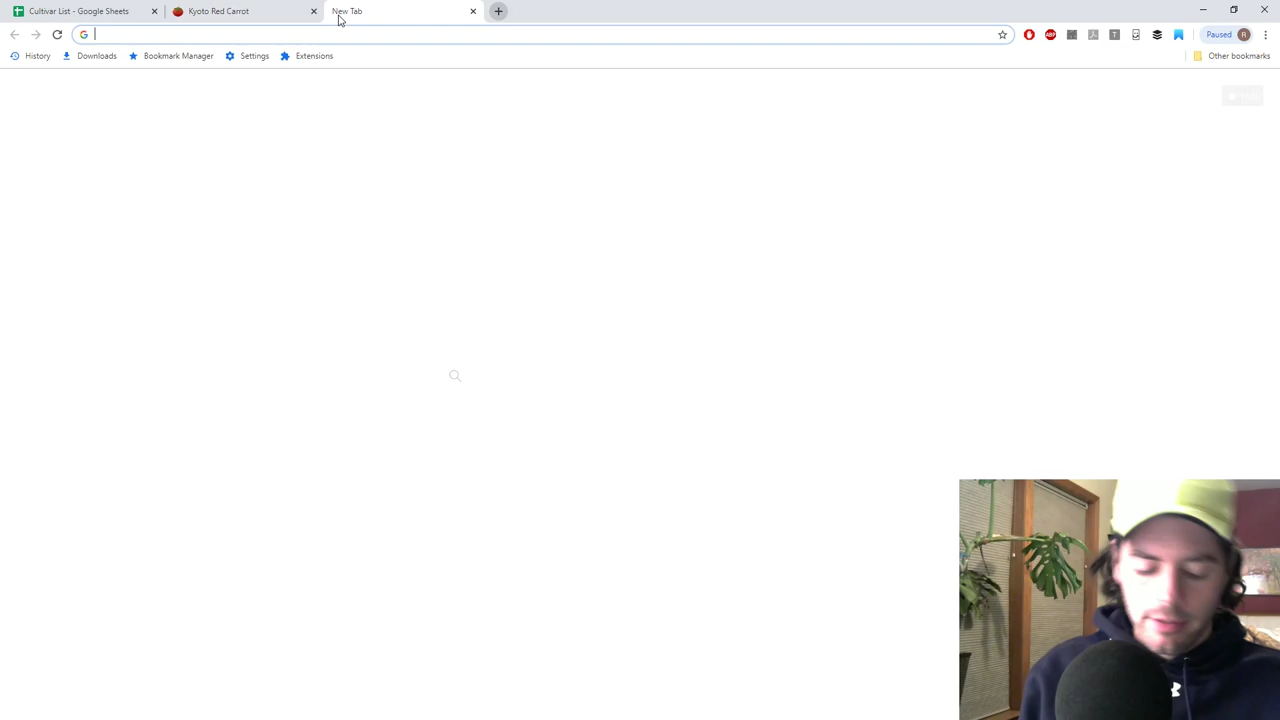 Cultivar List - Google Sheets
Kyoto Red Carrot
New Tab
Paused
R
History
Downloads
Bookmark Manager
Settings
Extensions
Other bookmarks